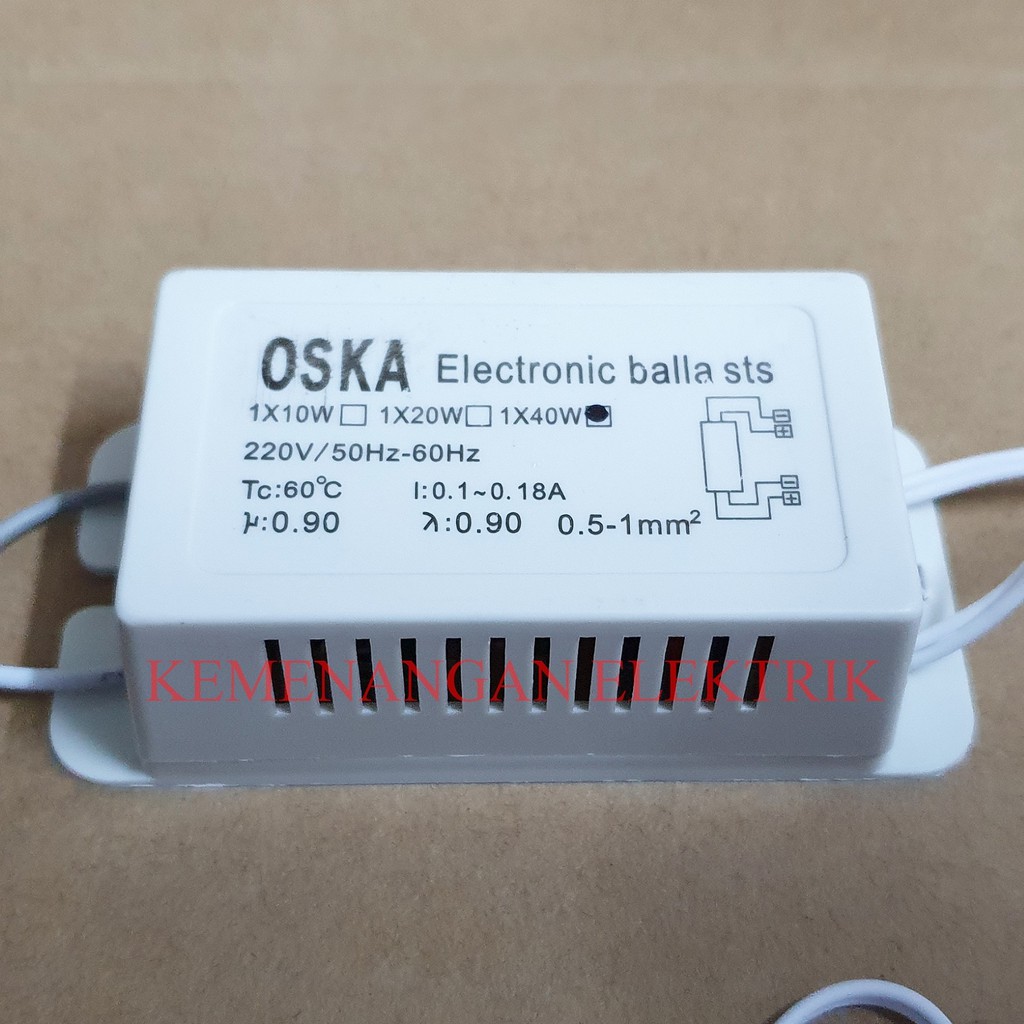 OSKA Electronic balla sts
1X10W 1X20W 1X40W
220V/50Hz-60Hz
Tc:60°C I:0.1~0.18A
μ:0.90 λ:0.90 0.5-1mm²
KEMENANGAN ELEKTRIK